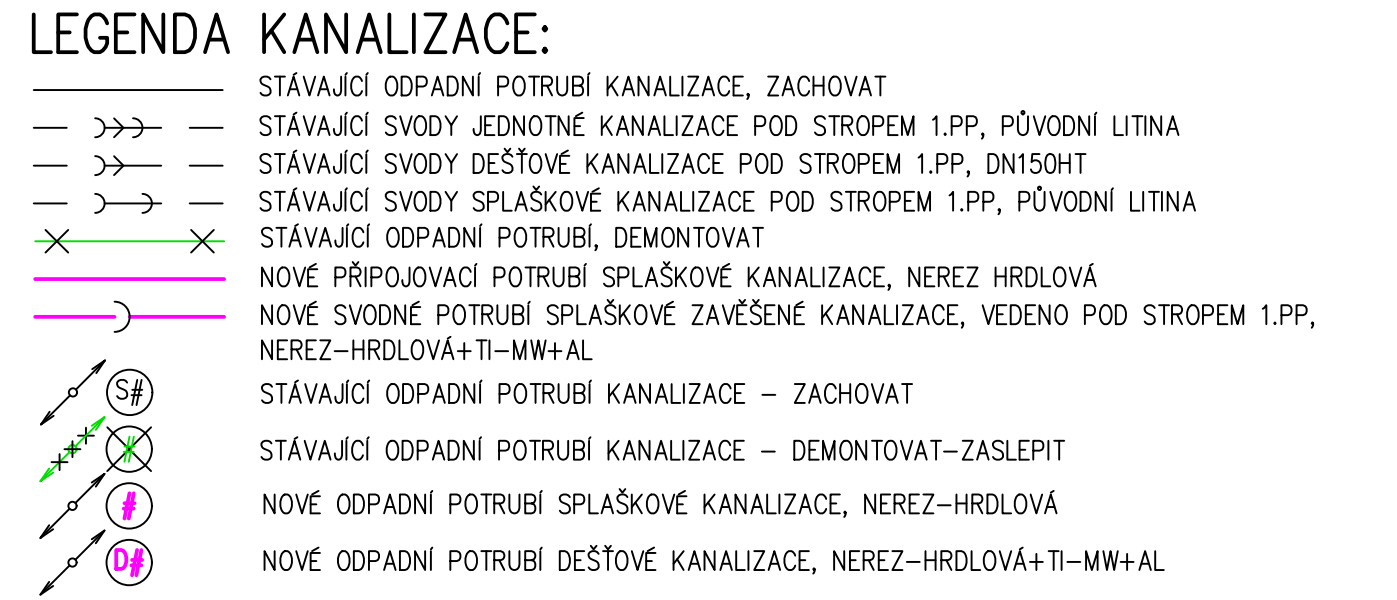 LEGENDA KANALIZACE:
STÁVAJÍCÍ ODPADNÍ POTRUBÍ KANALIZACE, ZACHOVAT
STÁVAJÍCÍ SVODY JEDNOTNÉ KANALIZACE POD STROPEM 1.PP, PŮVODNÍ LITINA
STÁVAJÍCÍ SVODY DEŠŤOVÉ KANALIZACE POD STROPEM 1.PP, DN150HT
STÁVAJÍCÍ SVODY SPLAŠKOVÉ KANALIZACE POD STROPEM 1.PP, PŮVODNÍ LITINA
STÁVAJÍCÍ ODPADNÍ POTRUBÍ, DEMONTOVAT
NOVÉ PŘIPOJOVACÍ POTRUBÍ SPLAŠKOVÉ KANALIZACE, NEREZ HRDLOVÁ
NOVÉ SVODNÉ POTRUBÍ SPLAŠKOVÉ ZAVĚŠENÉ KANALIZACE, VEDENO POD STROPEM 1.PP,
NEREZ-HRDLOVÁ+TI-MW+AL
S# STÁVAJÍCÍ ODPADNÍ POTRUBÍ KANALIZACE - ZACHOVAT
# STÁVAJÍCÍ ODPADNÍ POTRUBÍ KANALIZACE - DEMONTOVAT-ZASLEPIT
# NOVÉ ODPADNÍ POTRUBÍ SPLAŠKOVÉ KANALIZACE, NEREZ-HRDLOVÁ
D# NOVÉ ODPADNÍ POTRUBÍ DEŠŤOVÉ KANALIZACE, NEREZ-HRDLOVÁ+TI-MW+AL